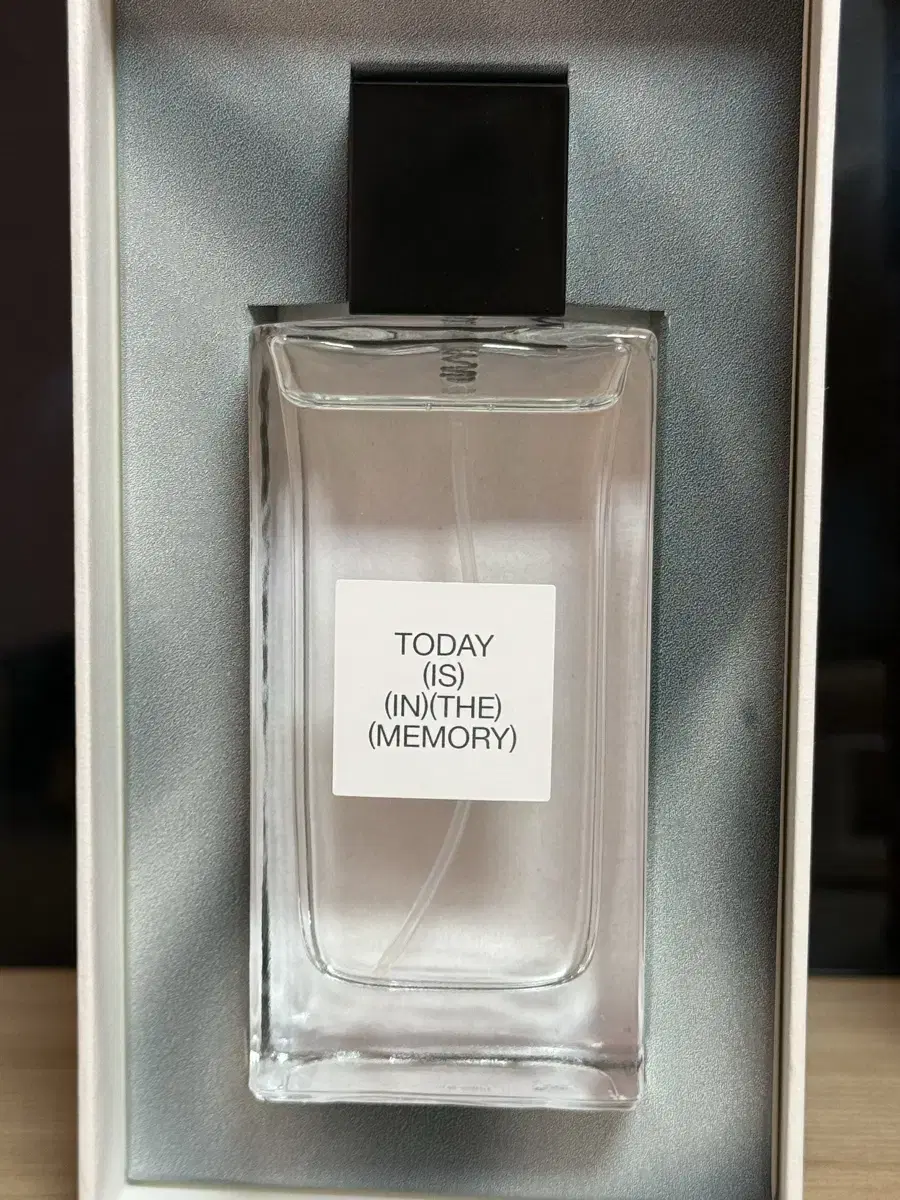 TODAY
(IS)
(IN)(THE)
(MEMORY)